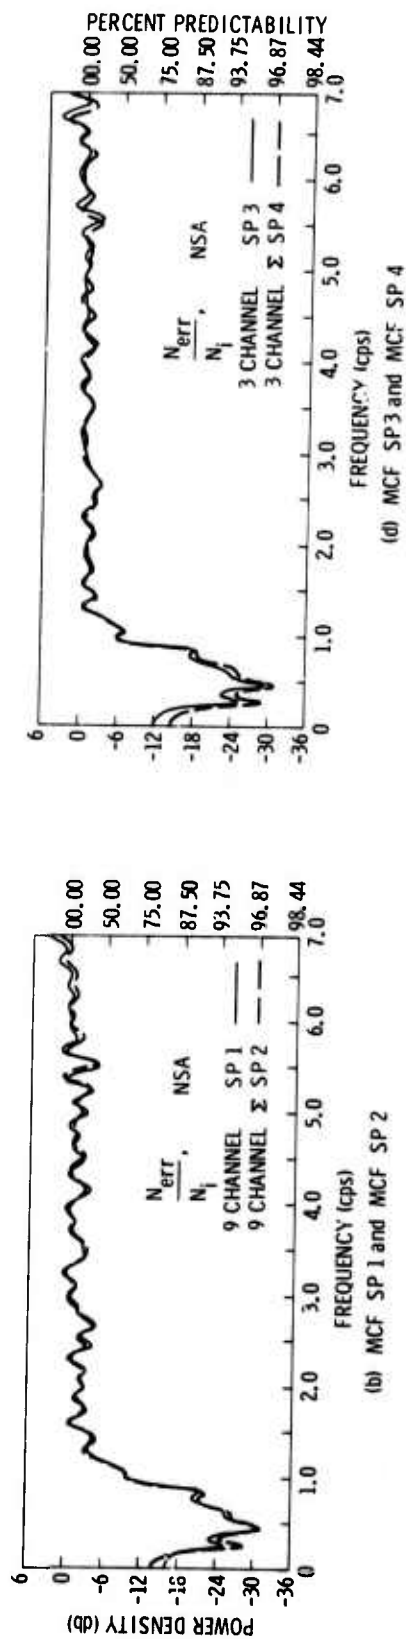 POWER DENSITY (db)
6
0
-6
-12
-18
-24
-30
-36
0
1.0
2.0
3.0
4.0
5.0
6.0
7.0
00.00
50.00
75.00
87.50
93.75
96.87
98.44
N_err
N_i
, NSA
9 CHANNEL SP 1
9 CHANNEL Σ SP 2
FREQUENCY (cps)
(b) MCF SP 1 and MCF SP 2
6
0
-6
-12
-18
-24
-30
-36
0
1.0
2.0
3.0
4.0
5.0
6.0
7.0
PERCENT PREDICTABILITY
00.00
50.00
75.00
87.50
93.75
96.87
98.44
N_err
N_i
, NSA
3 CHANNEL SP 3
3 CHANNEL Σ SP 4
FREQUENCY (cps)
(d) MCF SP3 and MCF SP 4